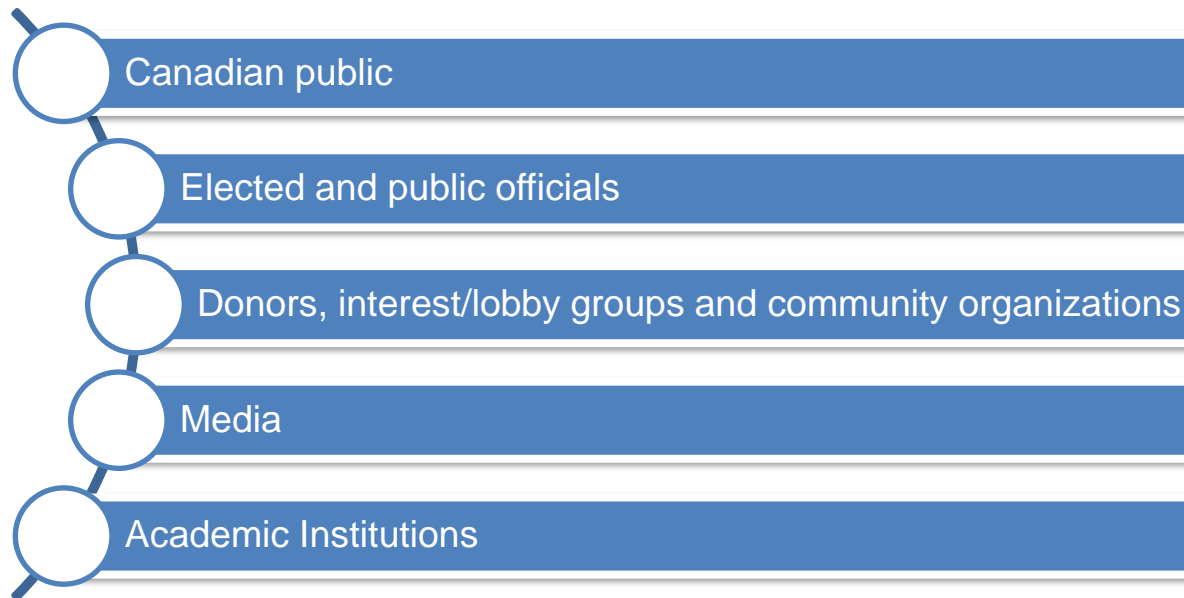 Canadian public
Elected and public officials
Donors, interest/lobby groups and community organizations
Media
Academic Institutions